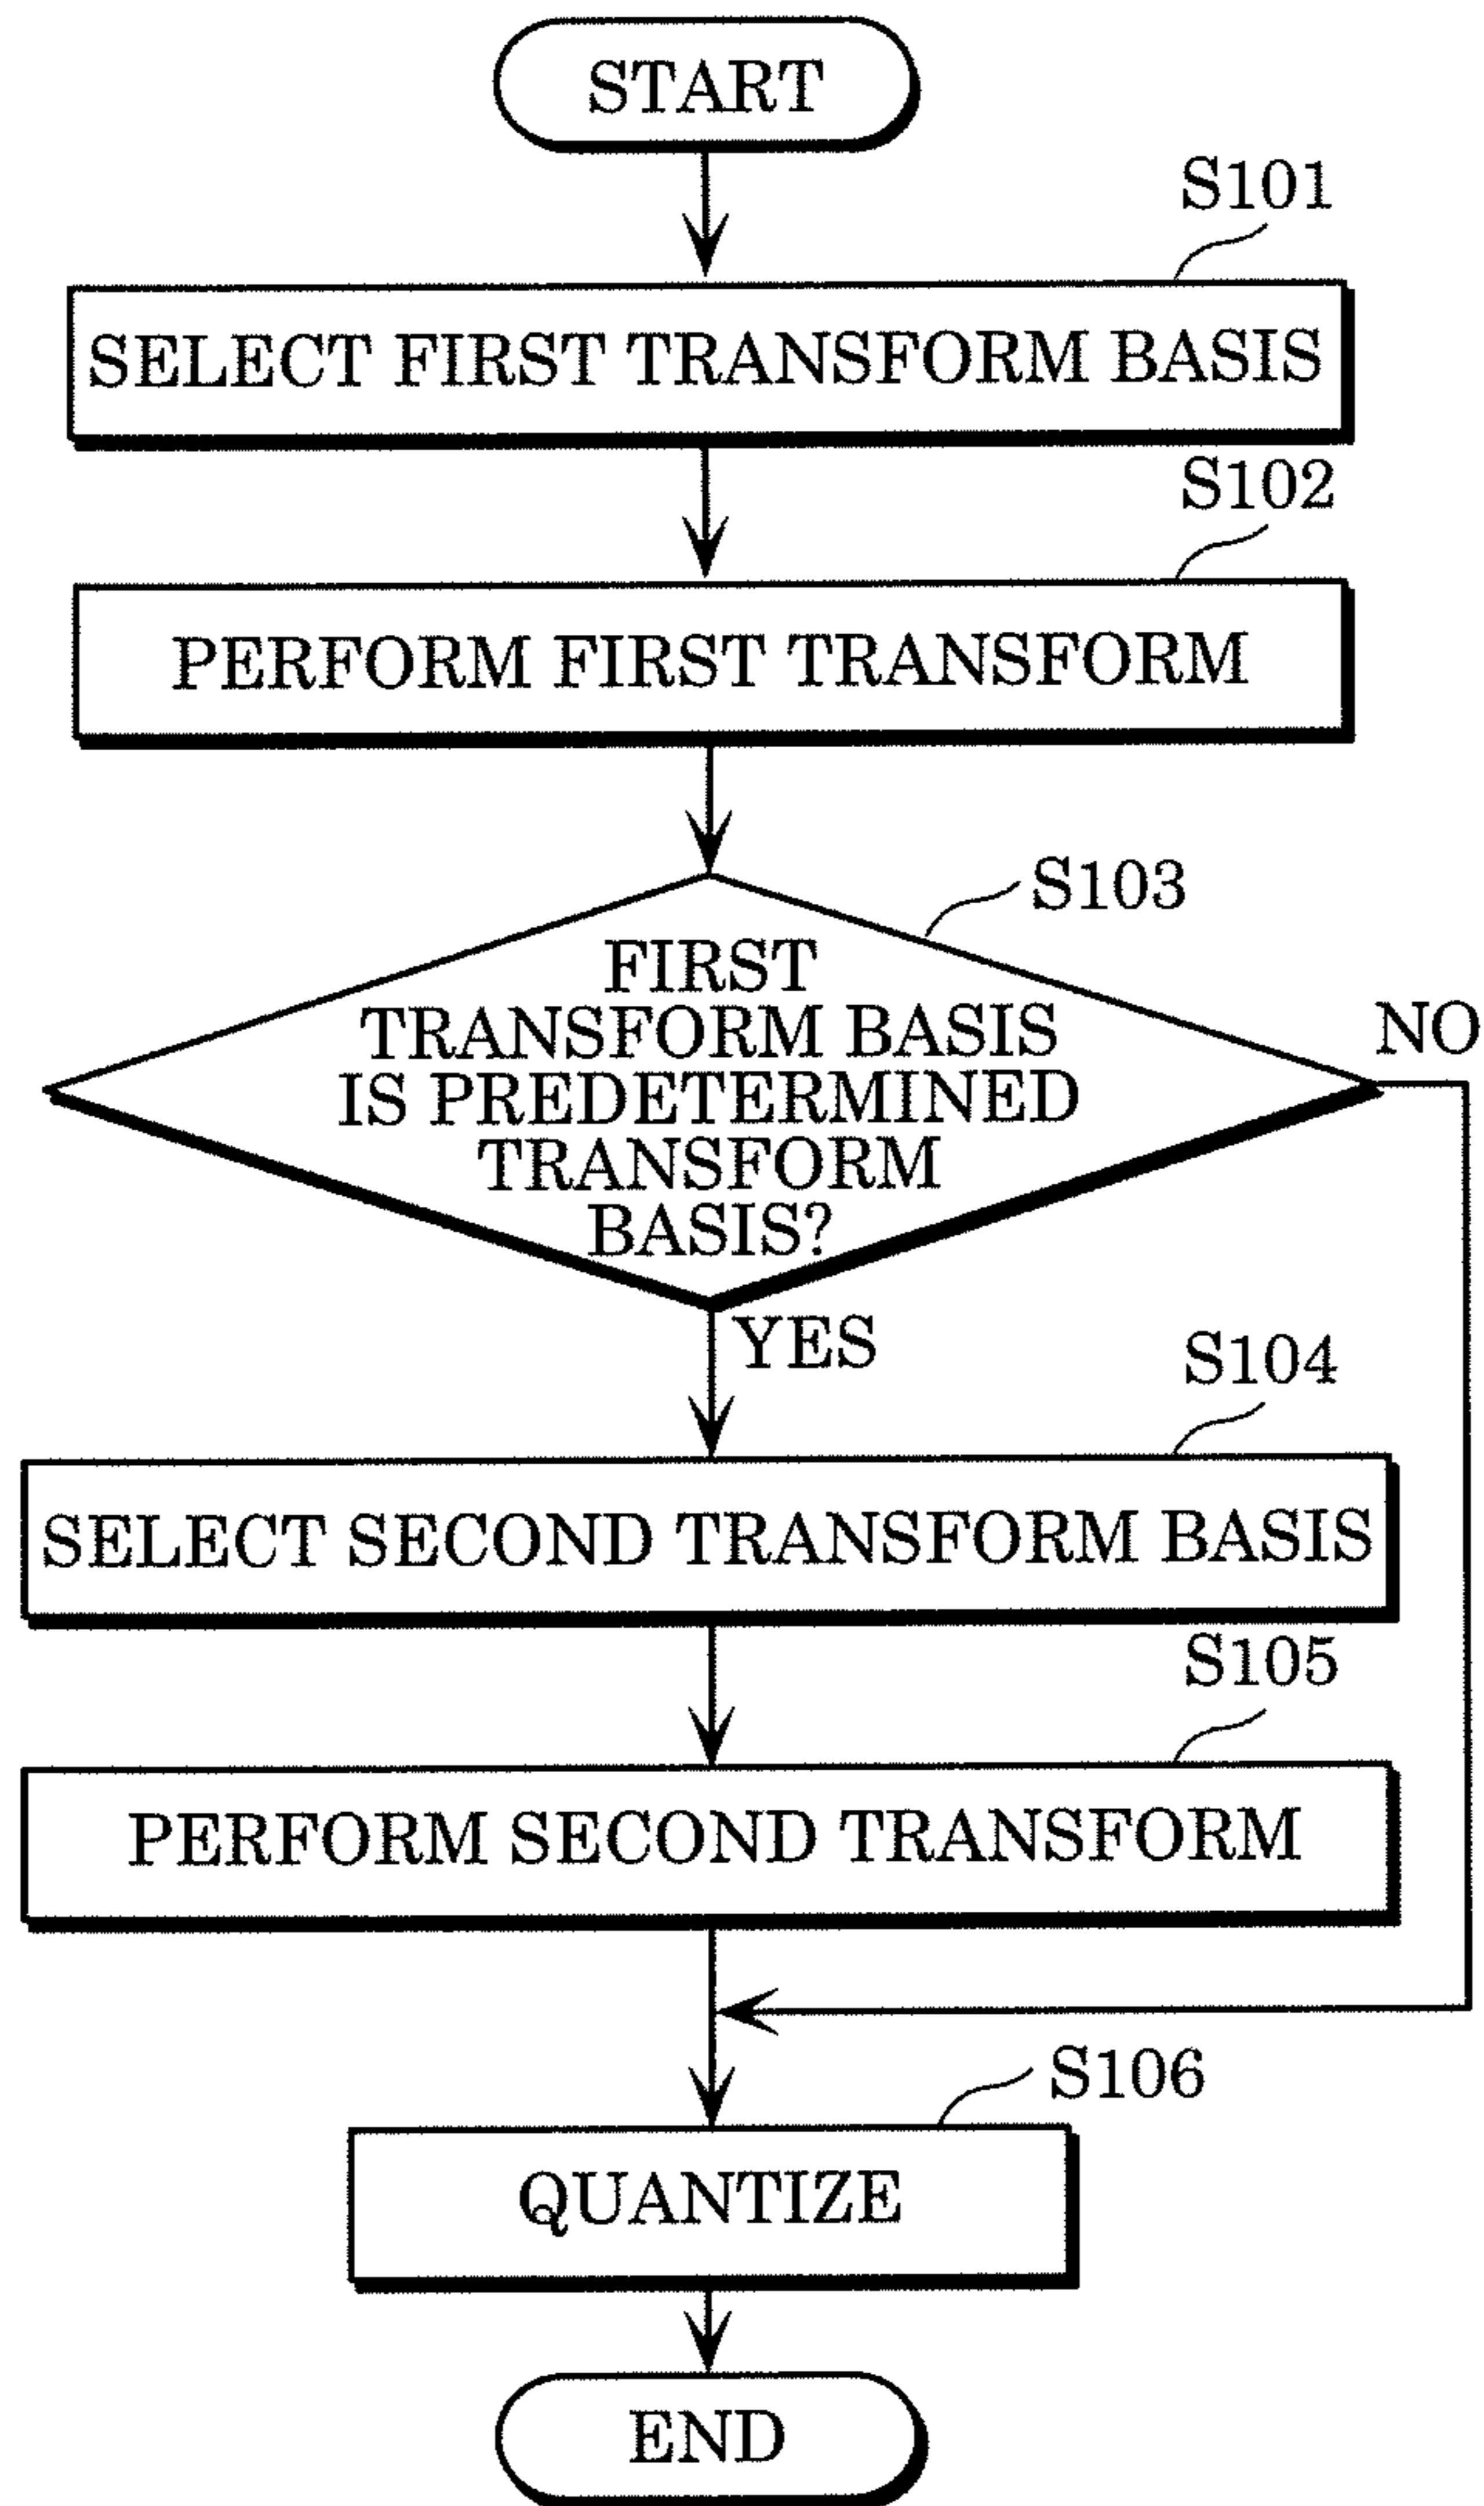 START
S101
SELECT FIRST TRANSFORM BASIS
S102
PERFORM FIRST TRANSFORM
S103
FIRST
TRANSFORM BASIS
IS PREDETERMINED
TRANSFORM
BASIS?
NO
YES
S104
SELECT SECOND TRANSFORM BASIS
S105
PERFORM SECOND TRANSFORM
S106
QUANTIZE
END